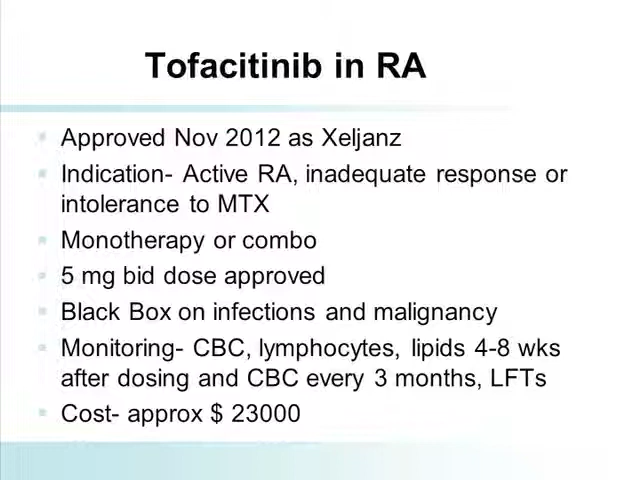 Tofacitinib in RA
Approved Nov 2012 as Xeljanz
Indication- Active RA, inadequate response or
intolerance to MTX
Monotherapy or combo
5 mg bid dose approved
Black Box on infections and malignancy
Monitoring- CBC, lymphocytes, lipids 4-8 wks
after dosing and CBC every 3 months, LFTs
Cost- approx $ 23000